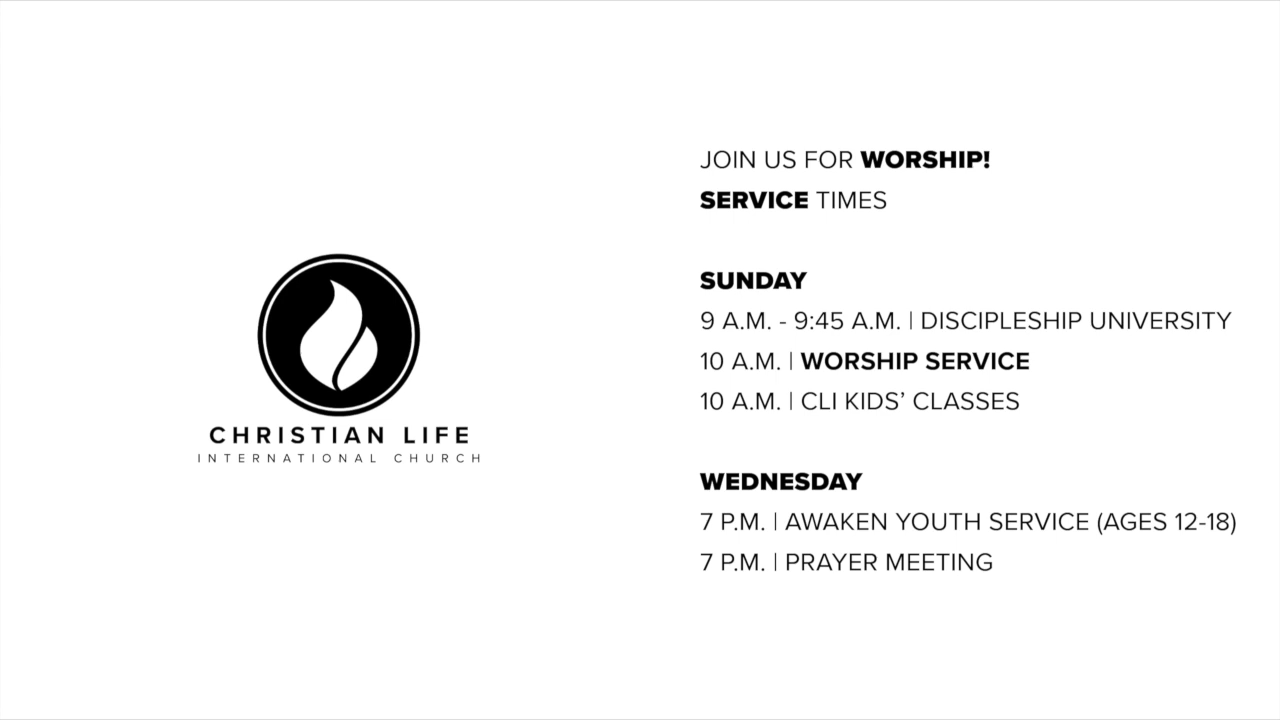 CHRISTIAN LIFE
INTERNATIONAL CHURCH
JOIN US FOR WORSHIP!
SERVICE TIMES
SUNDAY
9 A.M. - 9:45 A.M. | DISCIPLESHIP UNIVERSITY
10 A.M. | WORSHIP SERVICE
10 A.M. | CLI KIDS’ CLASSES
WEDNESDAY
7 P.M. | AWAKEN YOUTH SERVICE (AGES 12-18)
7 P.M. | PRAYER MEETING